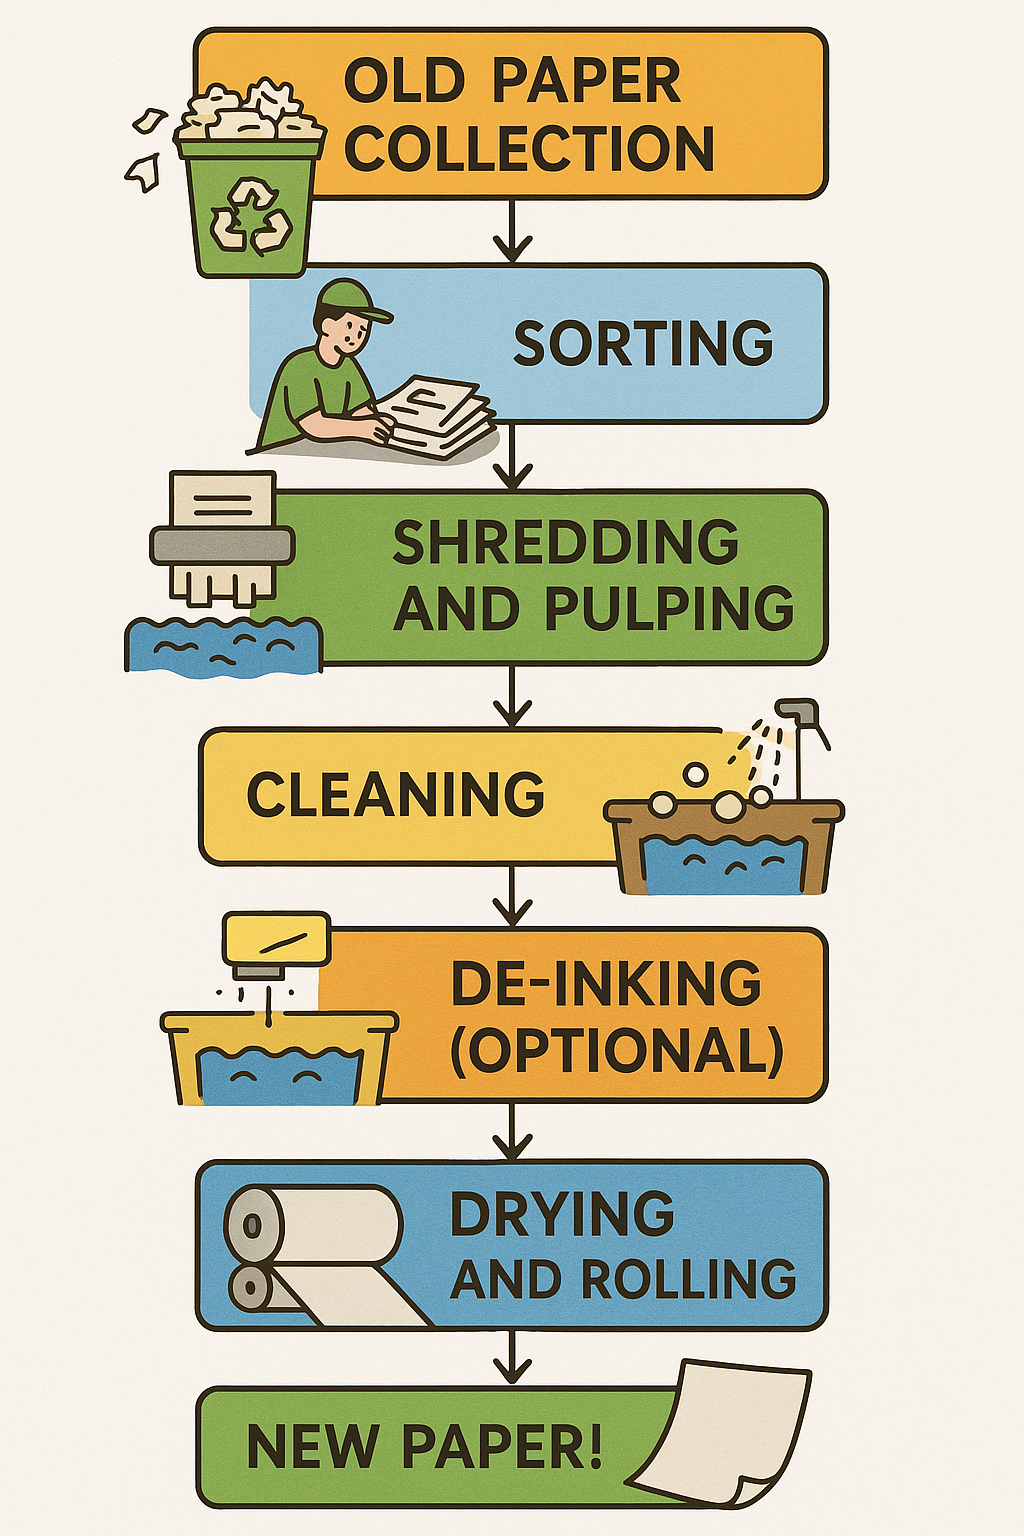 OLD PAPER
COLLECTION
SORTING
SHREDDING
AND PULPING
CLEANING
DE-INKING
(OPTIONAL)
DRYING
AND ROLLING
NEW PAPER!